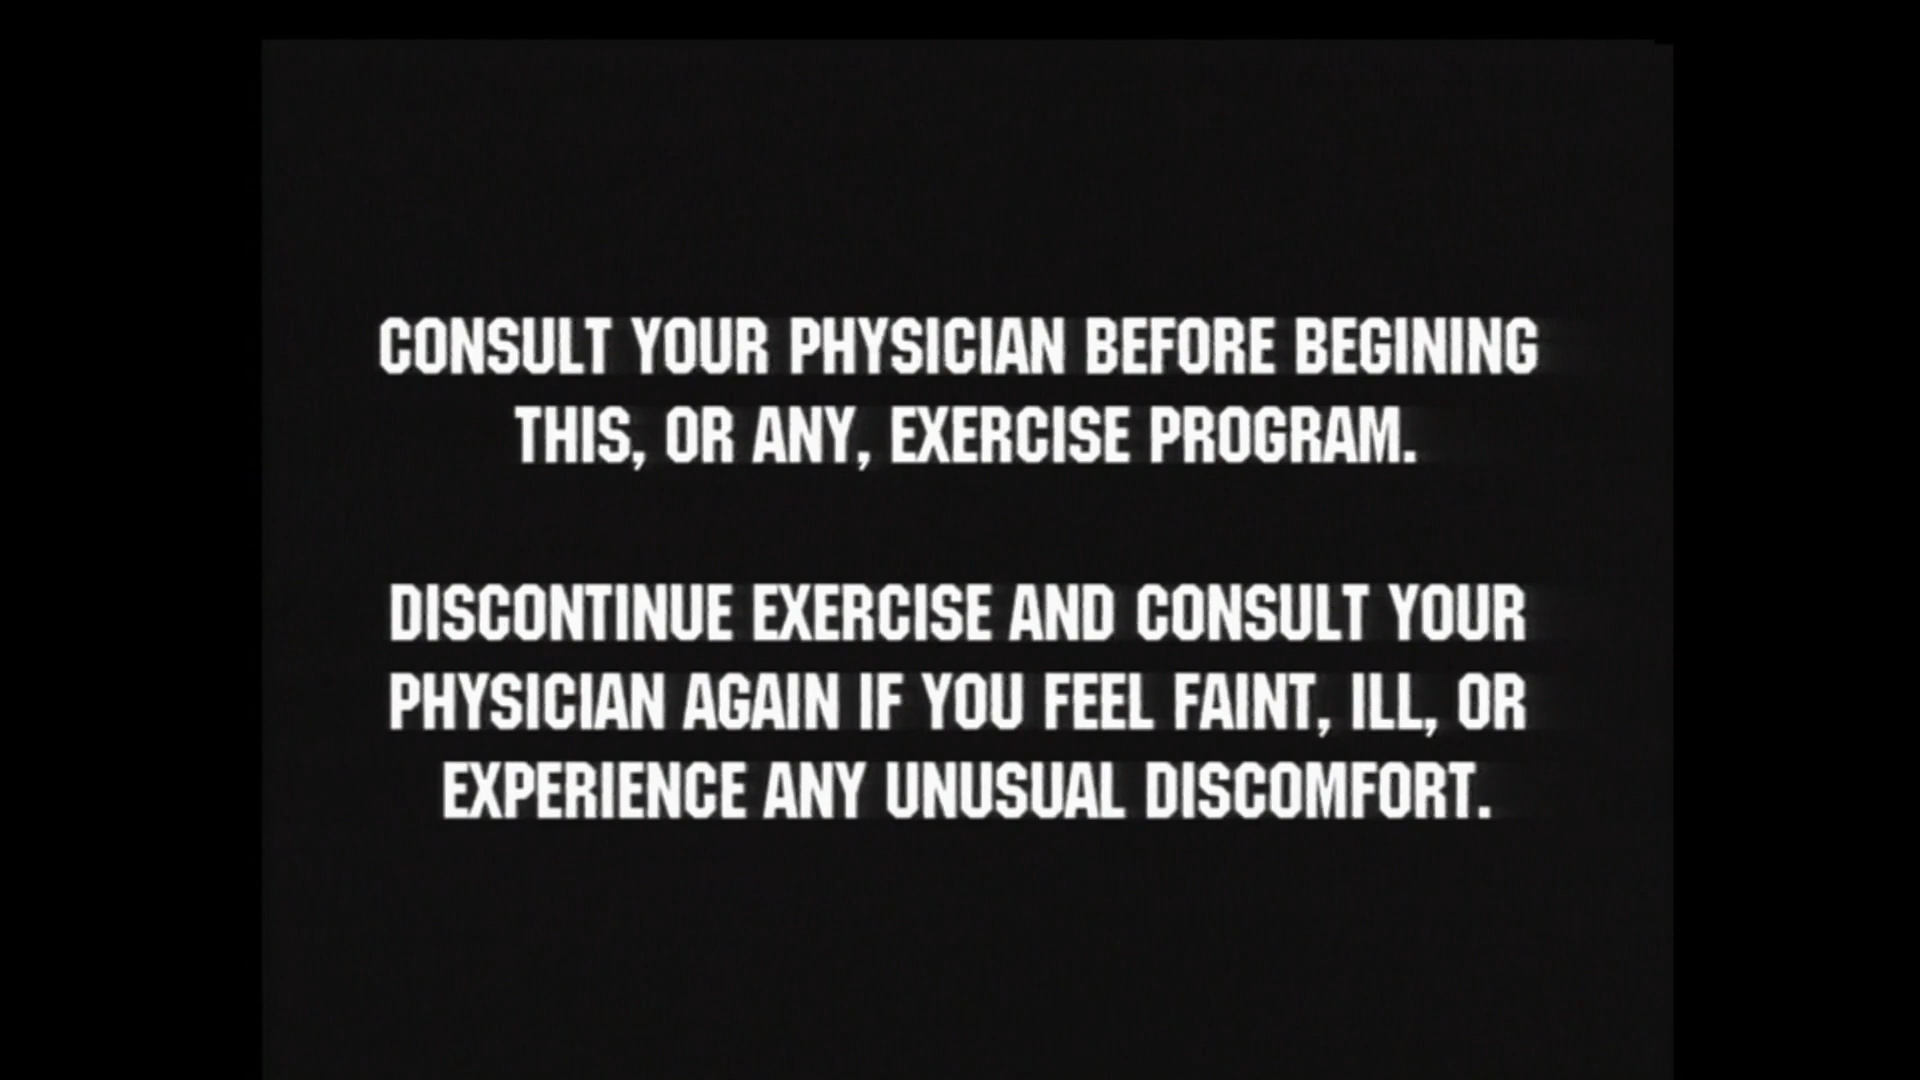 CONSULT YOUR PHYSICIAN BEFORE BEGINING
THIS, OR ANY, EXERCISE PROGRAM.
DISCONTINUE EXERCISE AND CONSULT YOUR
PHYSICIAN AGAIN IF YOU FEEL FAINT, ILL, OR
EXPERIENCE ANY UNUSUAL DISCOMFORT.